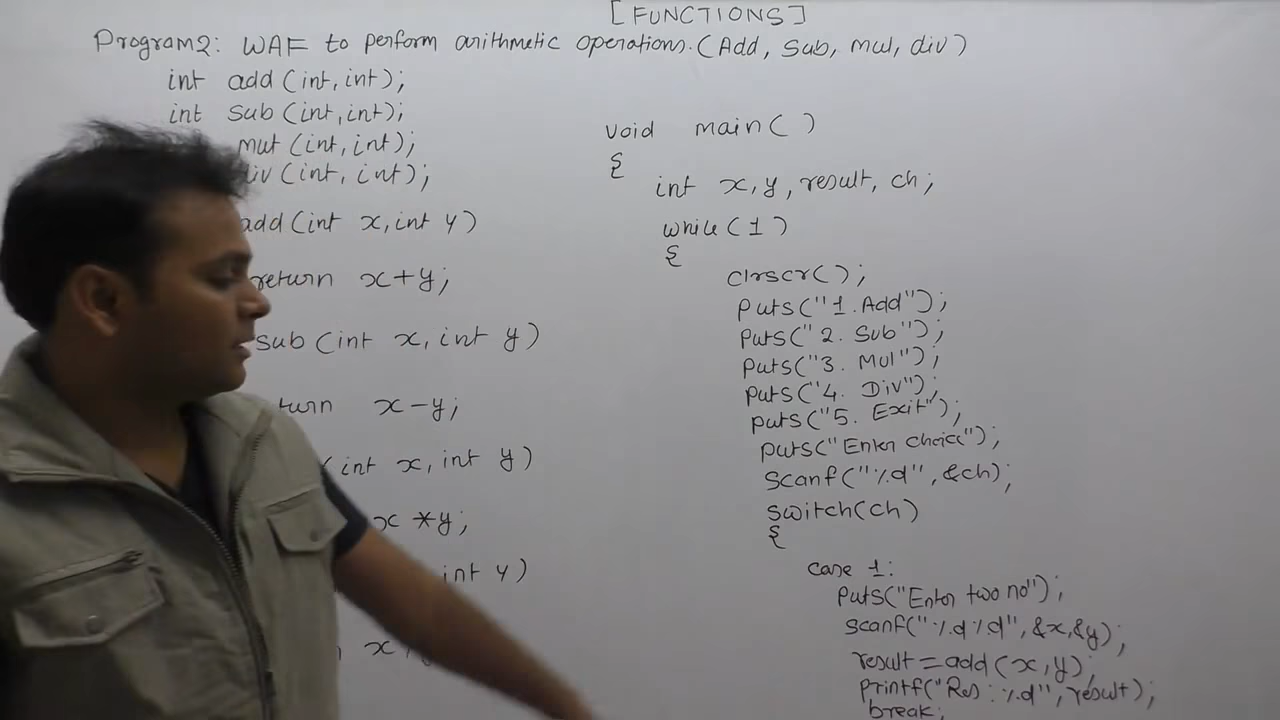 [FUNCTIONS]
Program2: WAF to perform arithmetic operations.(Add, Sub, mul, div)
int add (int, int);
int sub (int, int);
mut (int, int);
div (int, int);
add (int x, int y)
return x+y;
sub (int x, int y)
x-y;
(int x, int y)
x *y;
int y)
x
void main( )
{
int x, y, result, ch;
while(1)
{
clrscr();
puts("1. Add");
puts("2. Sub");
puts("3. Mul");
puts("4. Div");
puts("5. Exit");
puts("Enter choice");
scanf("%d", &ch);
switch(ch)
{
case 1:
puts("Enter two no");
scanf("%d%d", &x, &y);
result = add(x, y);
printf("Res: %d", result);
break;